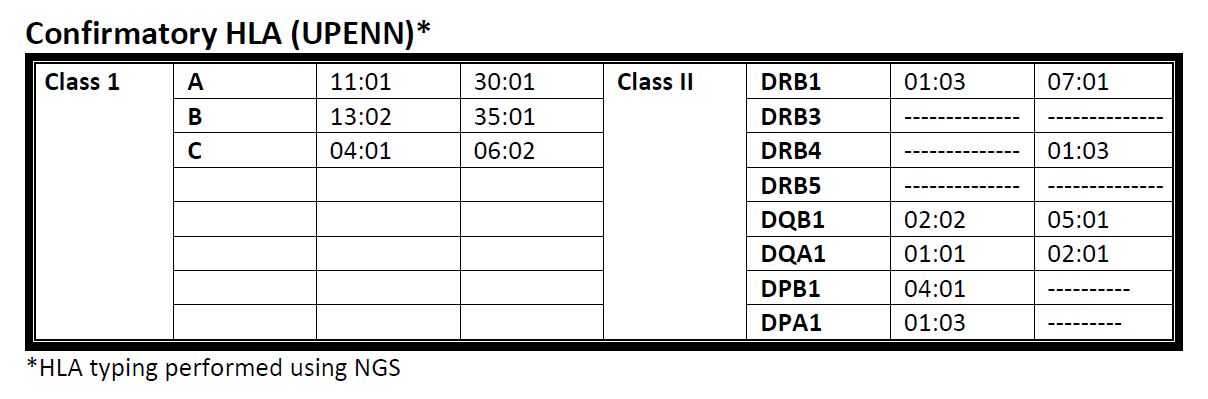 Confirmatory HLA (UPENN)*
Class 1 A 11:01 30:01 Class II DRB1 01:03 07:01
B 13:02 35:01 DRB3 -------------- --------------
C 04:01 06:02 DRB4 -------------- 01:03
DRB5 -------------- --------------
DQB1 02:02 05:01
DQA1 01:01 02:01
DPB1 04:01 ----------
DPA1 01:03 ---------
*HLA typing performed using NGS